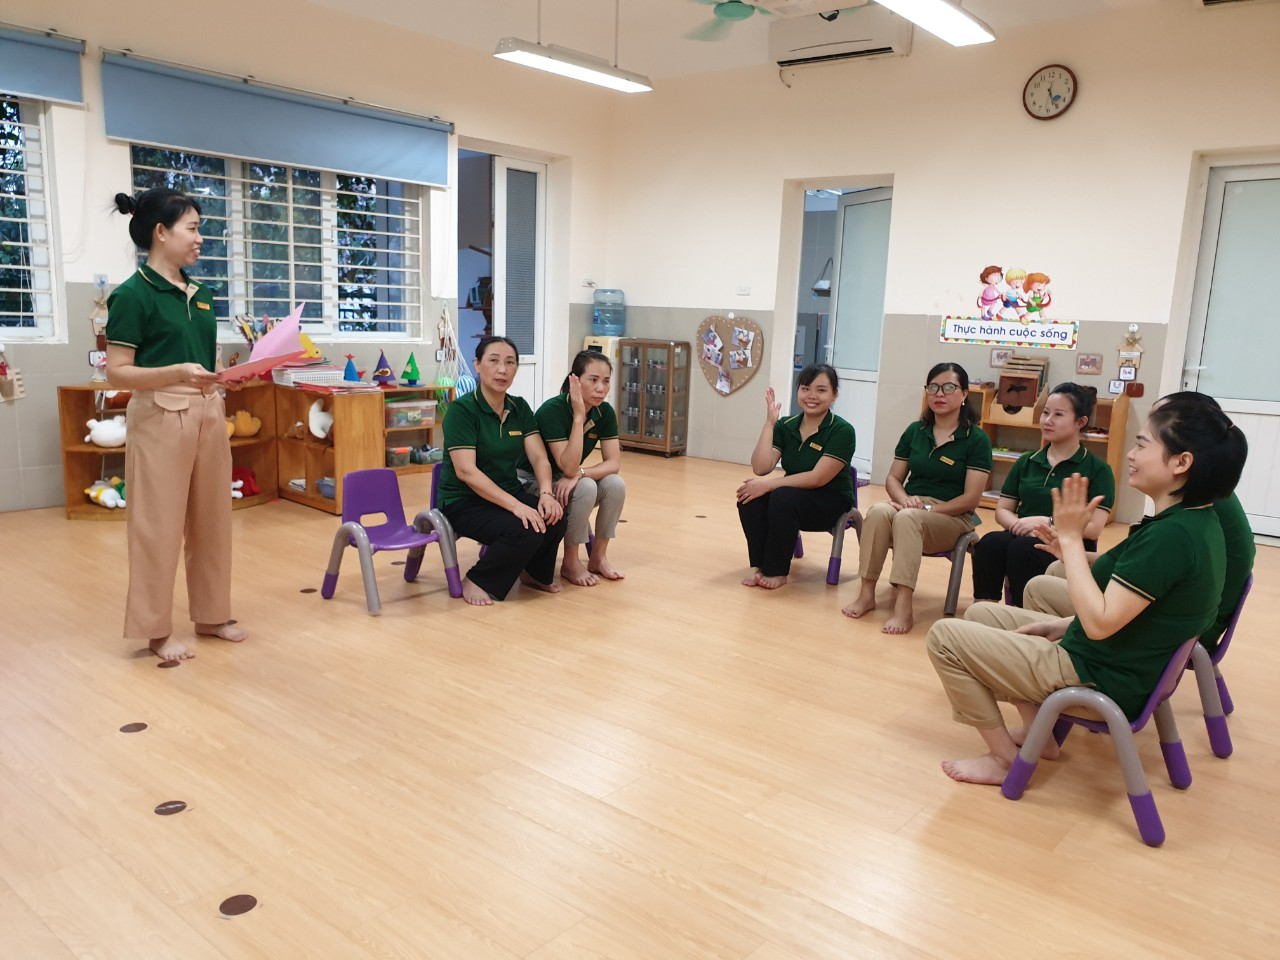 Thực hành cuộc sống